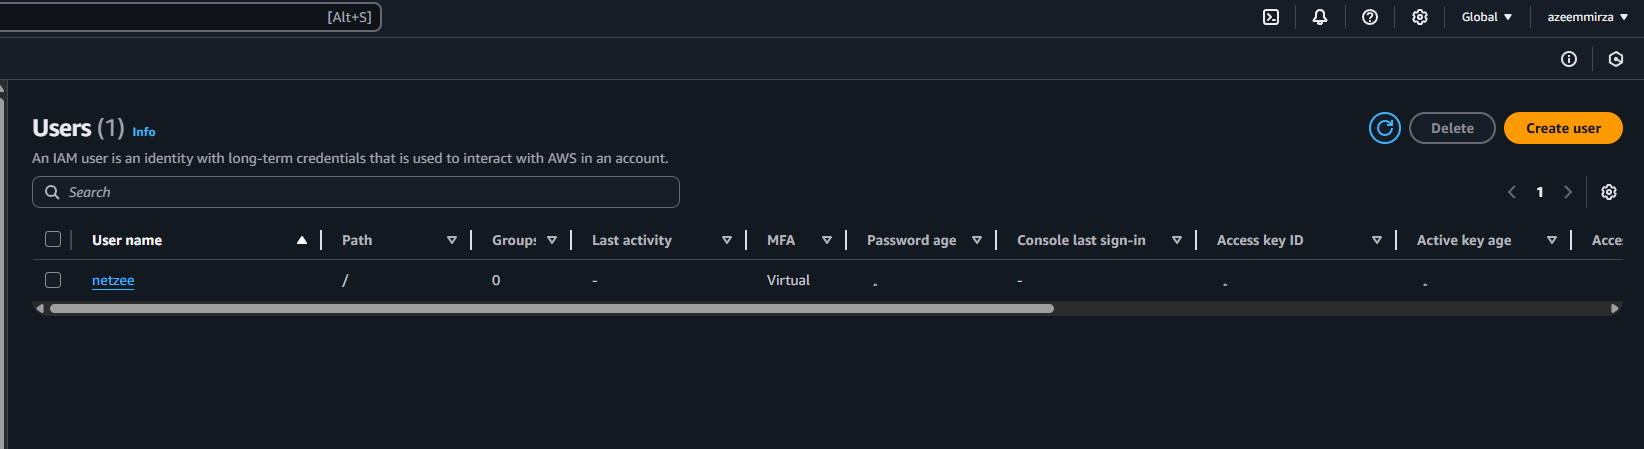 [Alt+S] Global azeemmirza
Users (1) Info
Delete Create user
An IAM user is an identity with long-term credentials that is used to interact with AWS in an account.
Search
1
User name Path Groups Last activity MFA Password age Console last sign-in Access key ID Active key age Acce
netzee / 0 - Virtual - - - -